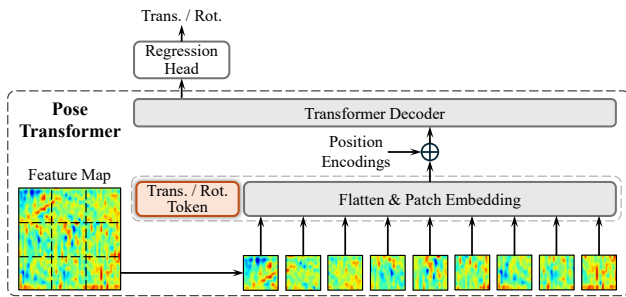 Trans. / Rot.
Regression
Head
Pose
Transformer
Transformer Decoder
Position
Encodings
Feature Map
Trans. / Rot.
Token
Flatten & Patch Embedding